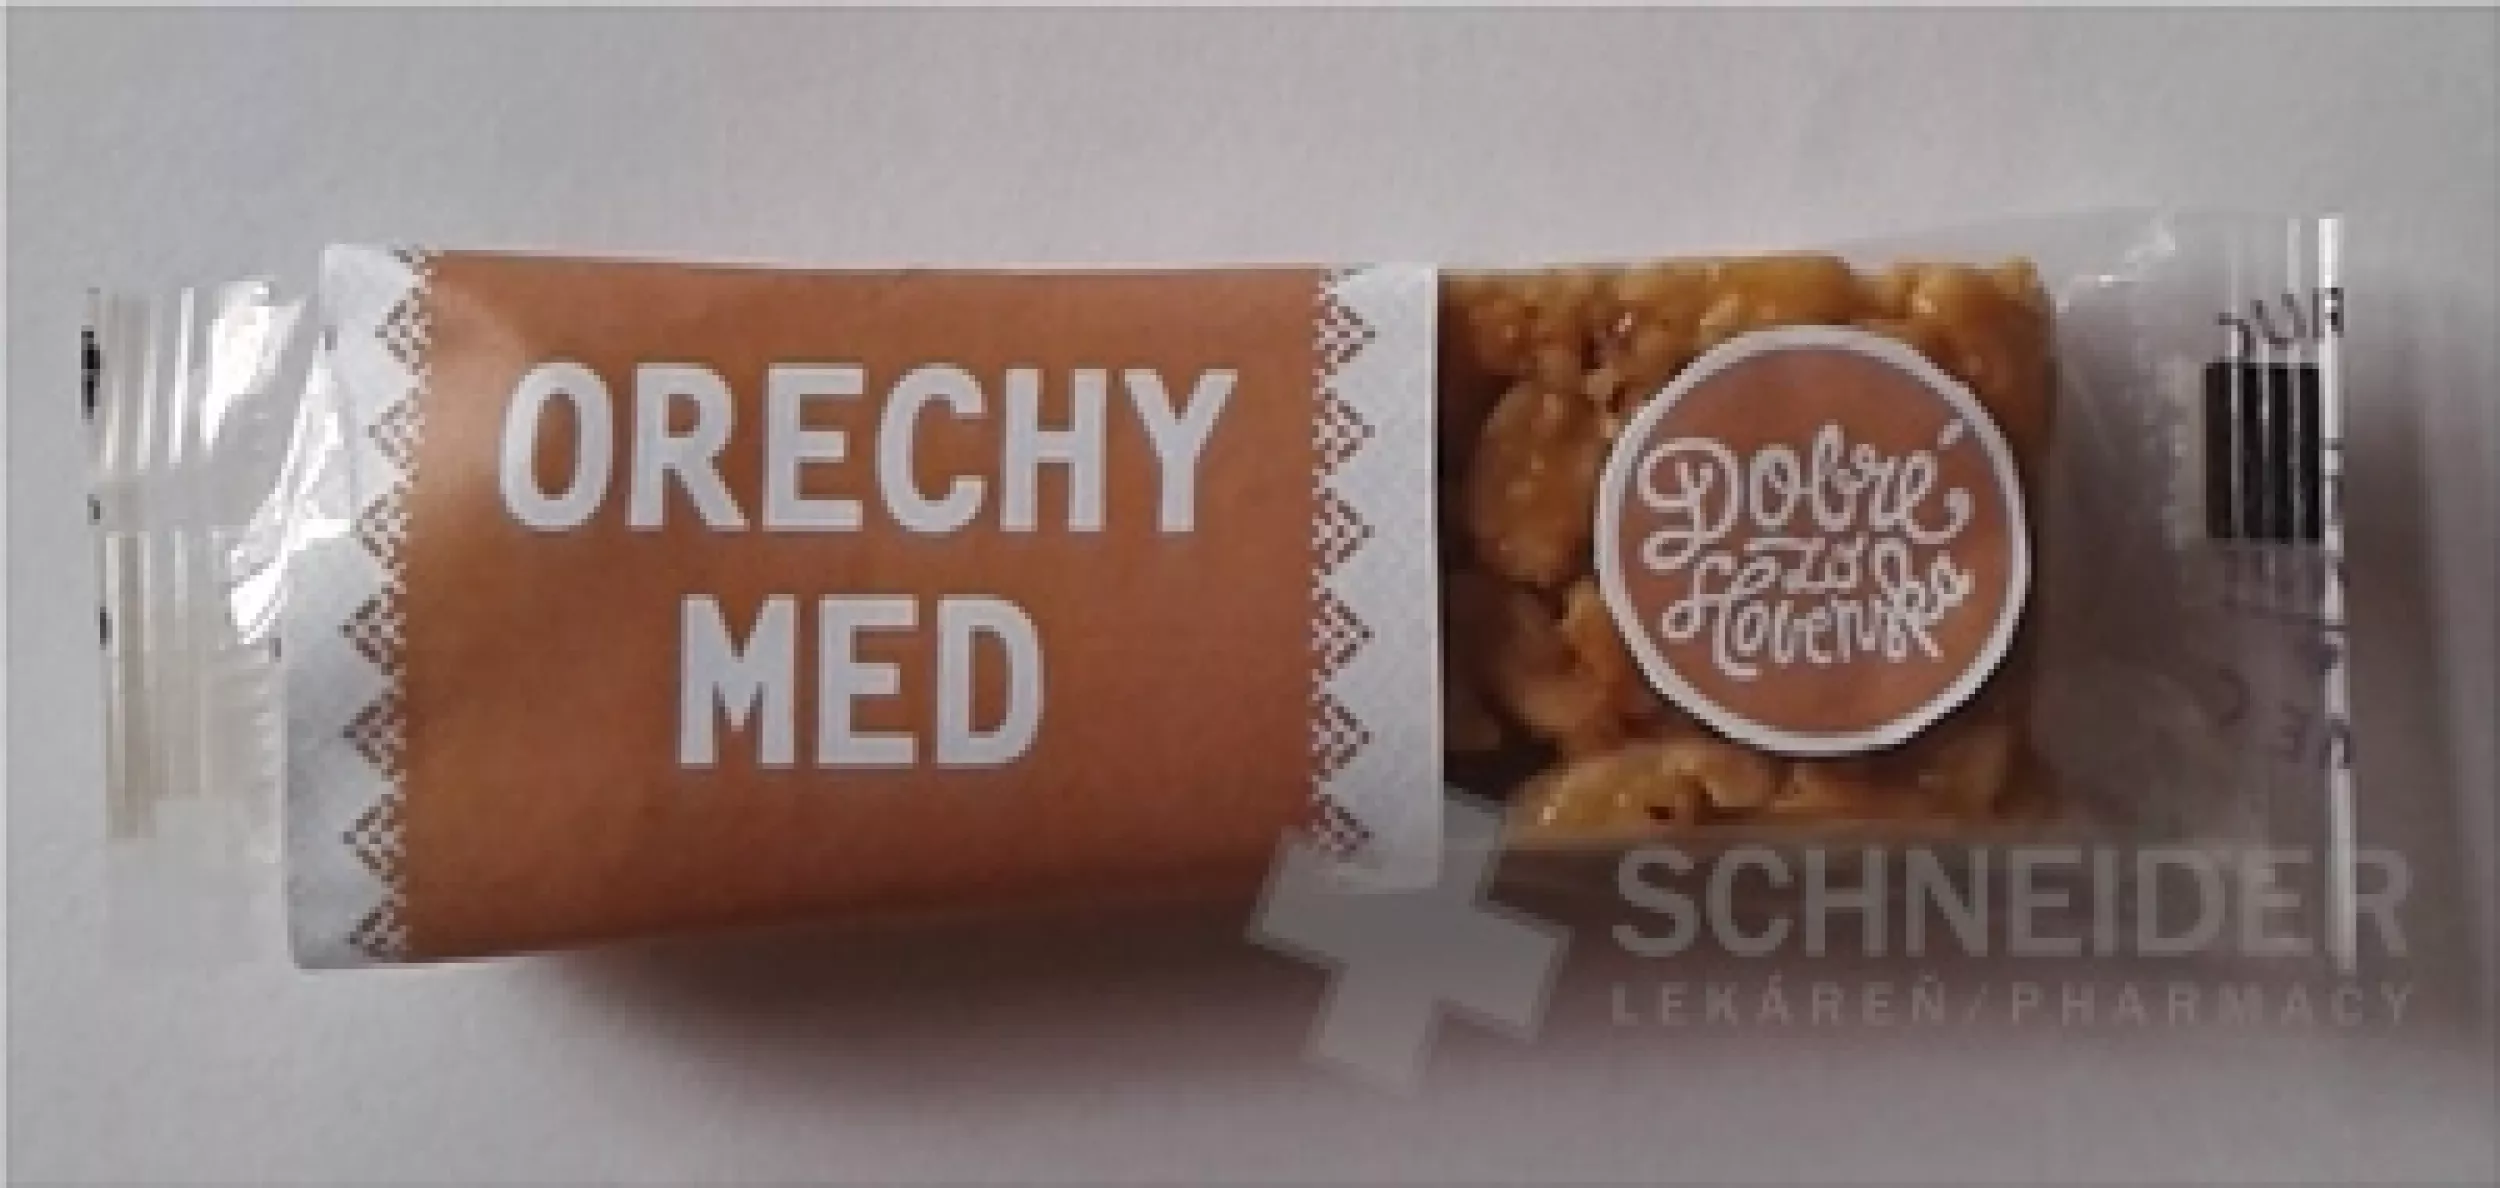 ORECHY
MED
Dobré
zo
Slovenska
SCHNEIDER
LEKÁREŇ/PHARMACY